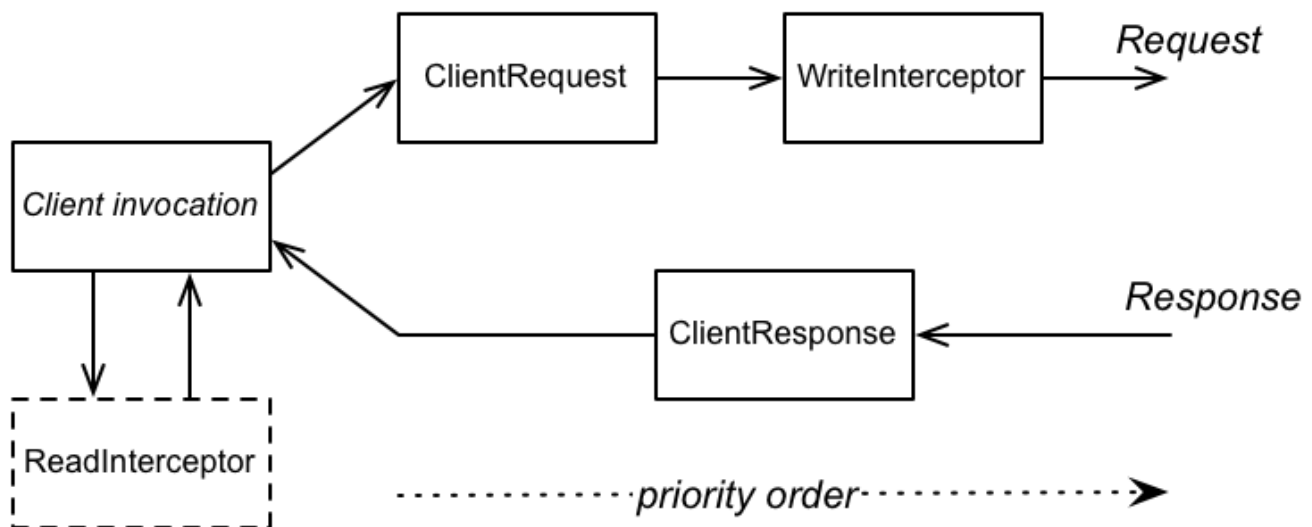 Request
ClientRequest
WriteInterceptor
Client invocation
Response
ClientResponse
ReadInterceptor
priority order